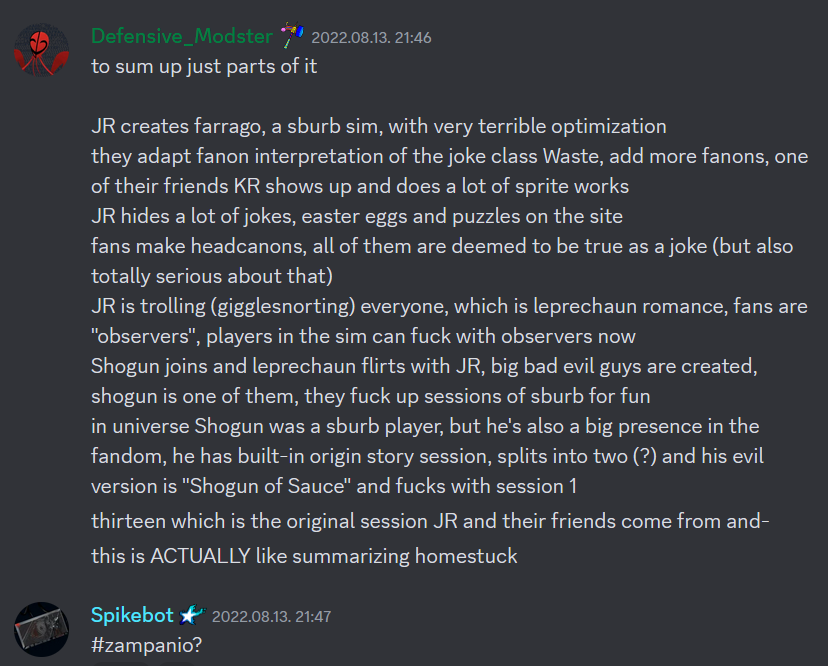 Defensive_Modster 2022.08.13. 21:46
to sum up just parts of it
JR creates farrago, a sburb sim, with very terrible optimization
they adapt fanon interpretation of the joke class Waste, add more fanons, one
of their friends KR shows up and does a lot of sprite works
JR hides a lot of jokes, easter eggs and puzzles on the site
fans make headcanons, all of them are deemed to be true as a joke (but also
totally serious about that)
JR is trolling (gigglesnorting) everyone, which is leprechaun romance, fans are
"observers", players in the sim can fuck with observers now
Shogun joins and leprechaun flirts with JR, big bad evil guys are created,
shogun is one of them, they fuck up sessions of sburb for fun
in universe Shogun was a sburb player, but he's also a big presence in the
fandom, he has built-in origin story session, splits into two (?) and his evil
version is "Shogun of Sauce" and fucks with session 1
thirteen which is the original session JR and their friends come from and-
this is ACTUALLY like summarizing homestuck
Spikebot 2022.08.13. 21:47
#zampanio?